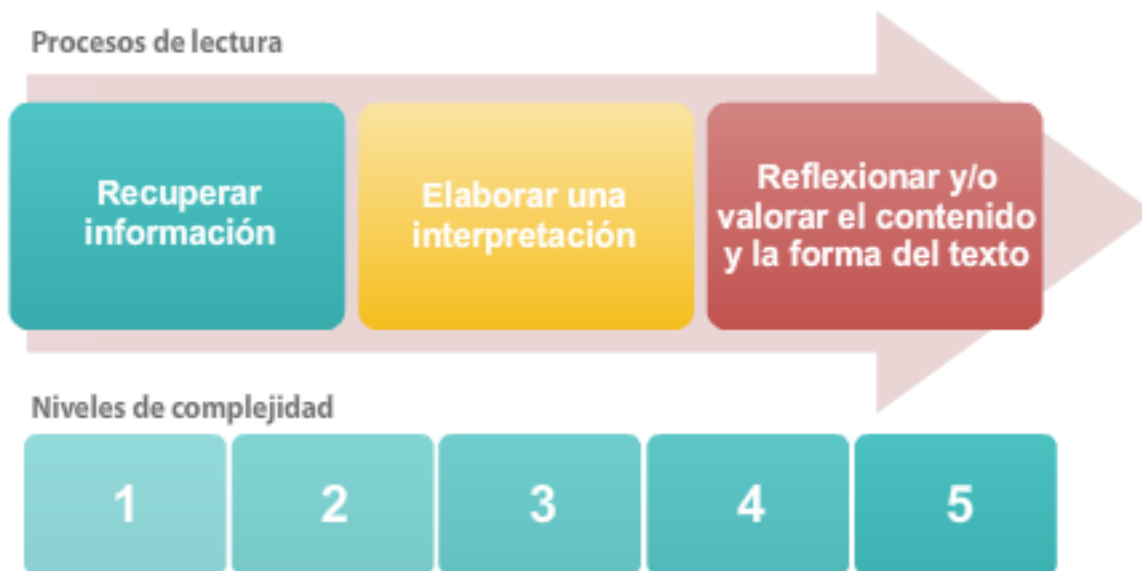 Procesos de lectura
Recuperar
información
Elaborar una
interpretación
Reflexionar y/o
valorar el contenido
y la forma del texto
Niveles de complejidad
1
2
3
4
5